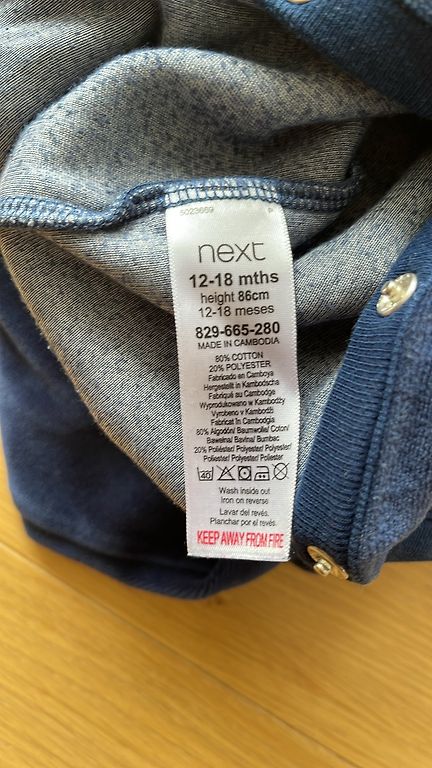 5023669 P
next
12-18 mths
height 86cm
12-18 meses
829-665-280
MADE IN CAMBODIA
80% COTTON
20% POLYESTER
Fabricado en Camboya
Hergestellt in Kambodscha
Fabriqué au Cambodge
Wyprodukowano w Kambodży
Vyrobeno v Kambodži
Fabricat în Cambodgia
80% Algodón/ Baumwolle/ Coton/
Bawełna/ Bavlna/ Bumbac
20% Poliéster/ Polyester/ Polyester/
Poliester/ Polyester/ Poliester
40
Wash inside out
Iron on reverse
Lavar del revés.
Planchar por el revés.
KEEP AWAY FROM FIRE